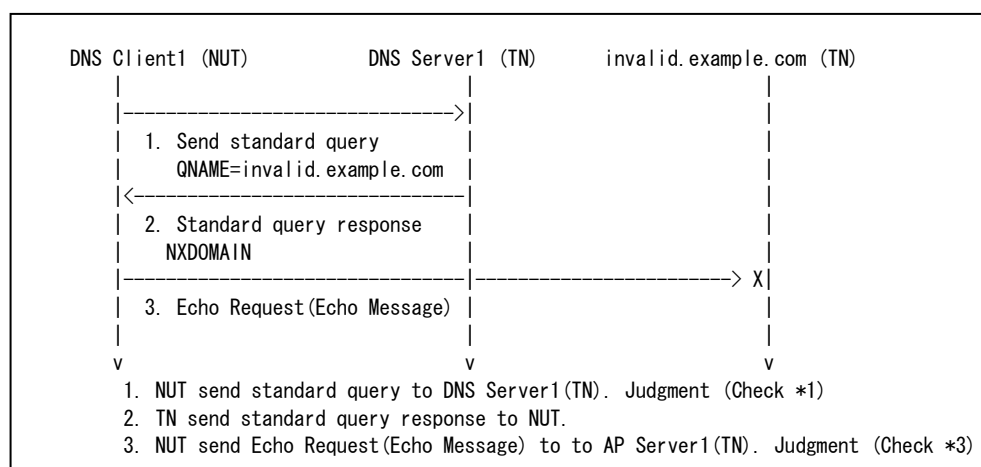 DNS Client1 (NUT) DNS Server1 (TN) invalid.example.com (TN)
1. Send standard query
QNAME=invalid.example.com
2. Standard query response
NXDOMAIN
X
3. Echo Request(Echo Message)
v v v
1. NUT send standard query to DNS Server1(TN). Judgment (Check *1)
2. TN send standard query response to NUT.
3. NUT send Echo Request(Echo Message) to to AP Server1(TN). Judgment (Check *3)